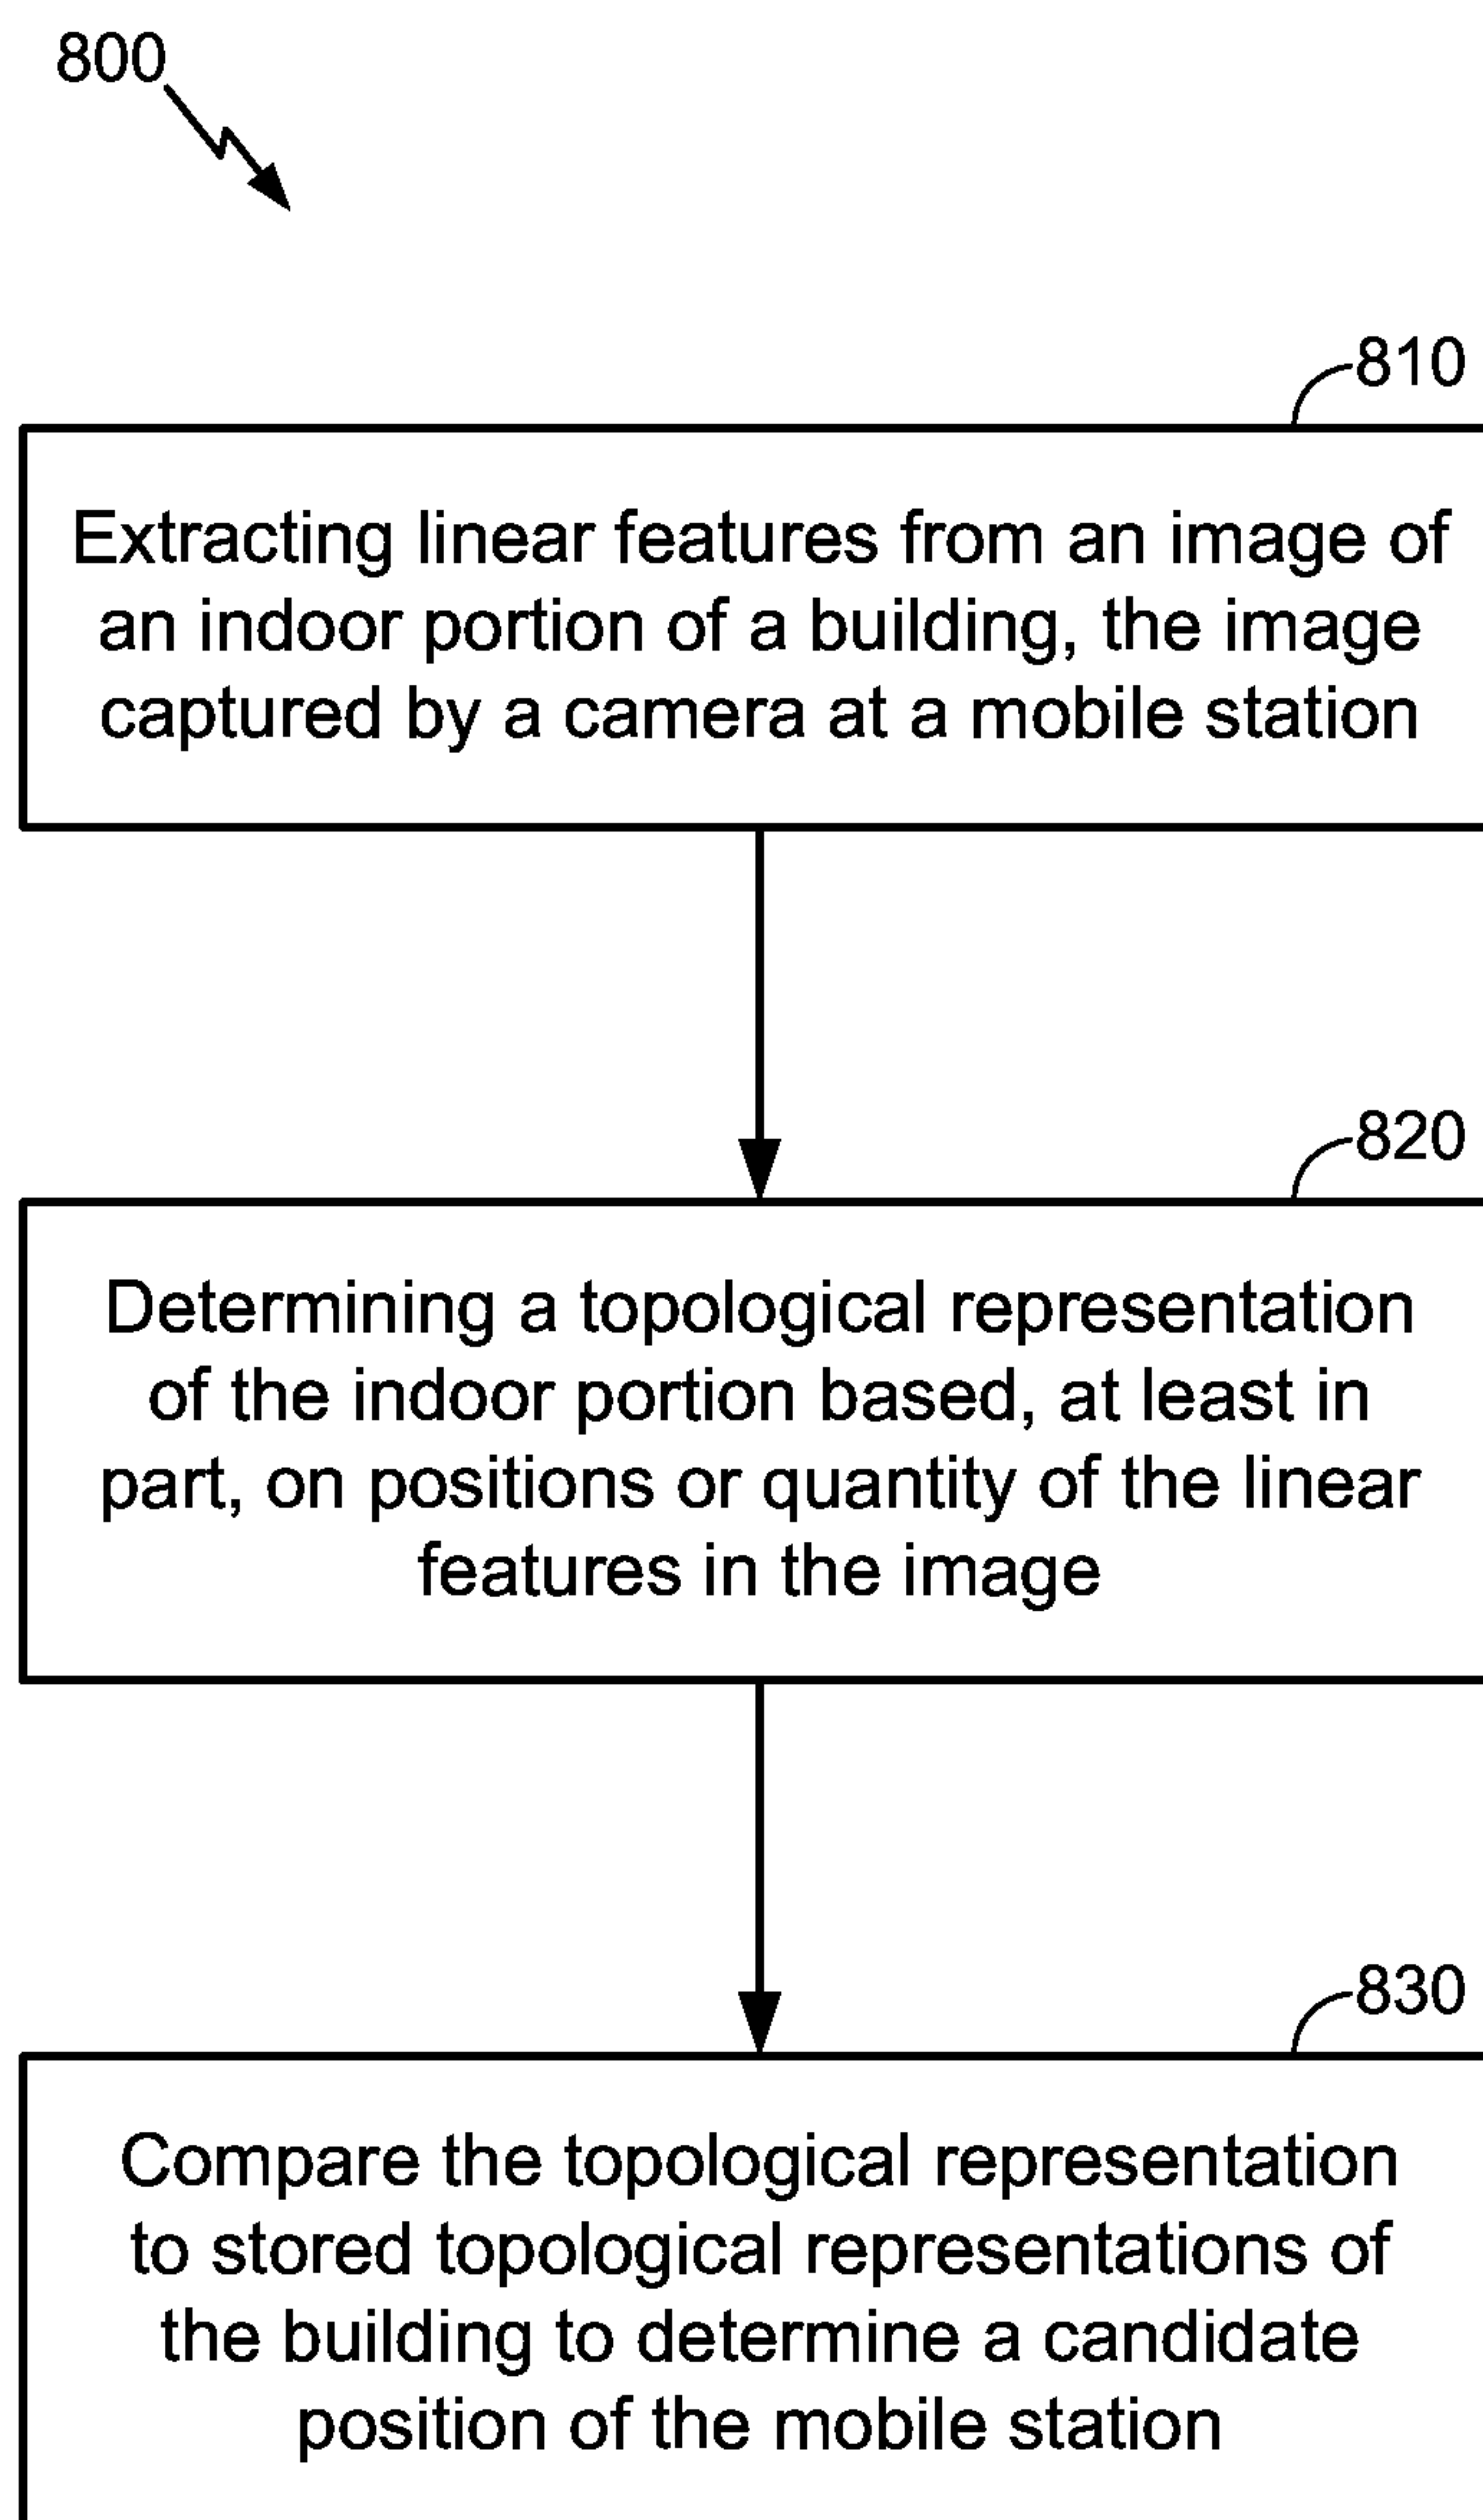 800
810
Extracting linear features from an image of
an indoor portion of a building, the image
captured by a camera at a mobile station
820
Determining a topological representation
of the indoor portion based, at least in
part, on positions or quantity of the linear
features in the image
830
Compare the topological representation
to stored topological representations of
the building to determine a candidate
position of the mobile station